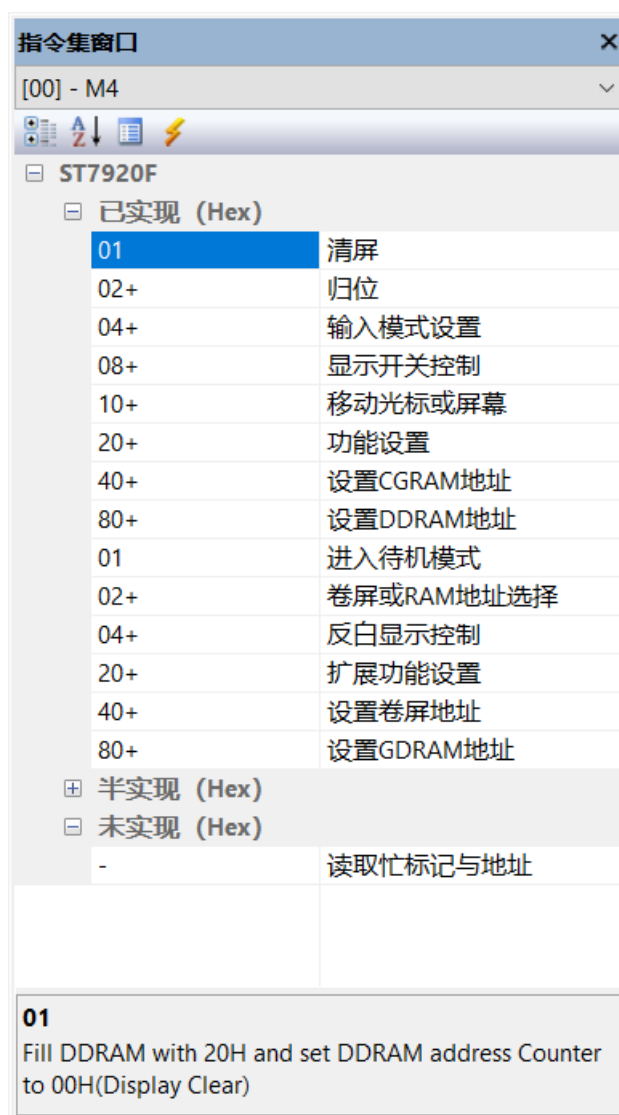 指令集窗口
[00] - M4
ST7920F
已实现 (Hex)
01 清屏
02+ 归位
04+ 输入模式设置
08+ 显示开关控制
10+ 移动光标或屏幕
20+ 功能设置
40+ 设置CGRAM地址
80+ 设置DDRAM地址
01 进入待机模式
02+ 卷屏或RAM地址选择
04+ 反白显示控制
20+ 扩展功能设置
40+ 设置卷屏地址
80+ 设置GDRAM地址
半实现 (Hex)
未实现 (Hex)
- 读取忙标记与地址
01
Fill DDRAM with 20H and set DDRAM address Counter
to 00H(Display Clear)